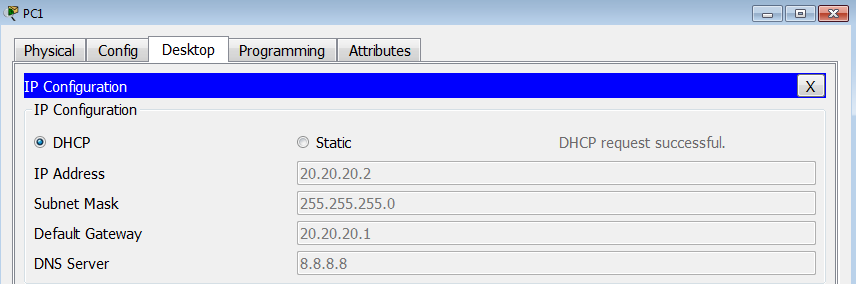 PC1
Physical Config Desktop Programming Attributes
IP Configuration X
IP Configuration
DHCP Static DHCP request successful.
IP Address 20.20.20.2
Subnet Mask 255.255.255.0
Default Gateway 20.20.20.1
DNS Server 8.8.8.8